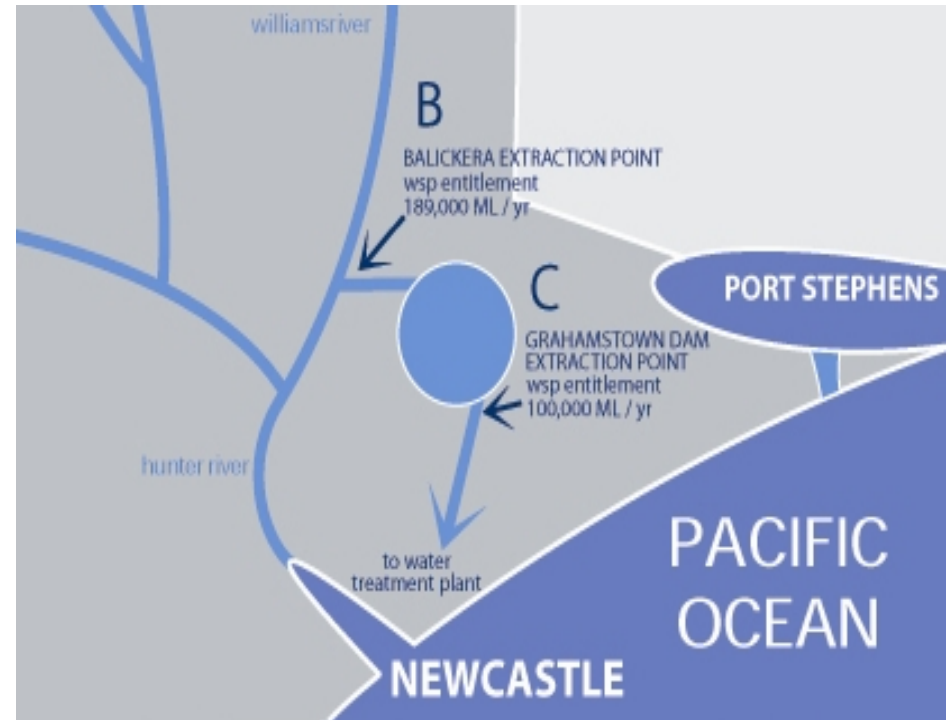 williamsriver
B
BALICKERA EXTRACTION POINT
wsp entitlement
189,000 ML / yr
C
GRAHAMSTOWN DAM
EXTRACTION POINT
wsp entitlement
100,000 ML / yr
PORT STEPHENS
hunter river
to water
treatment plant
PACIFIC
OCEAN
NEWCASTLE